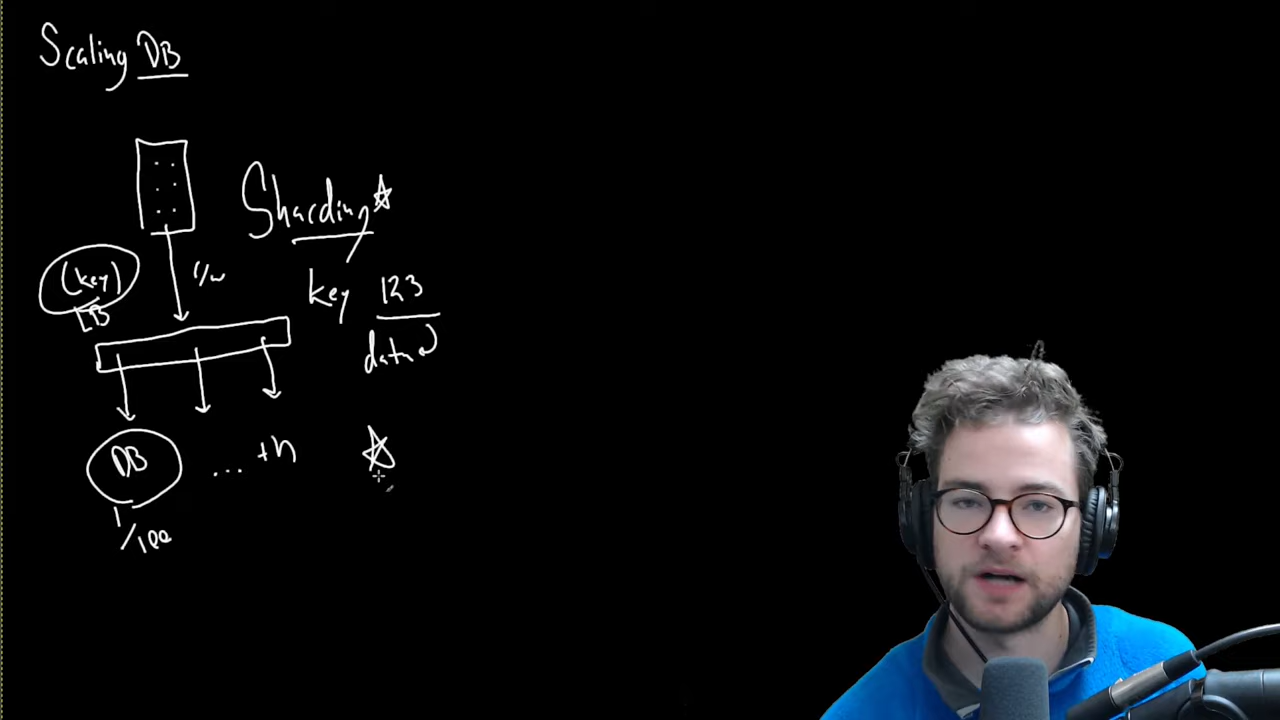 Scaling DB
Sharding
(key)
LB
r/w
key 123
data
DB ... +n
1/100